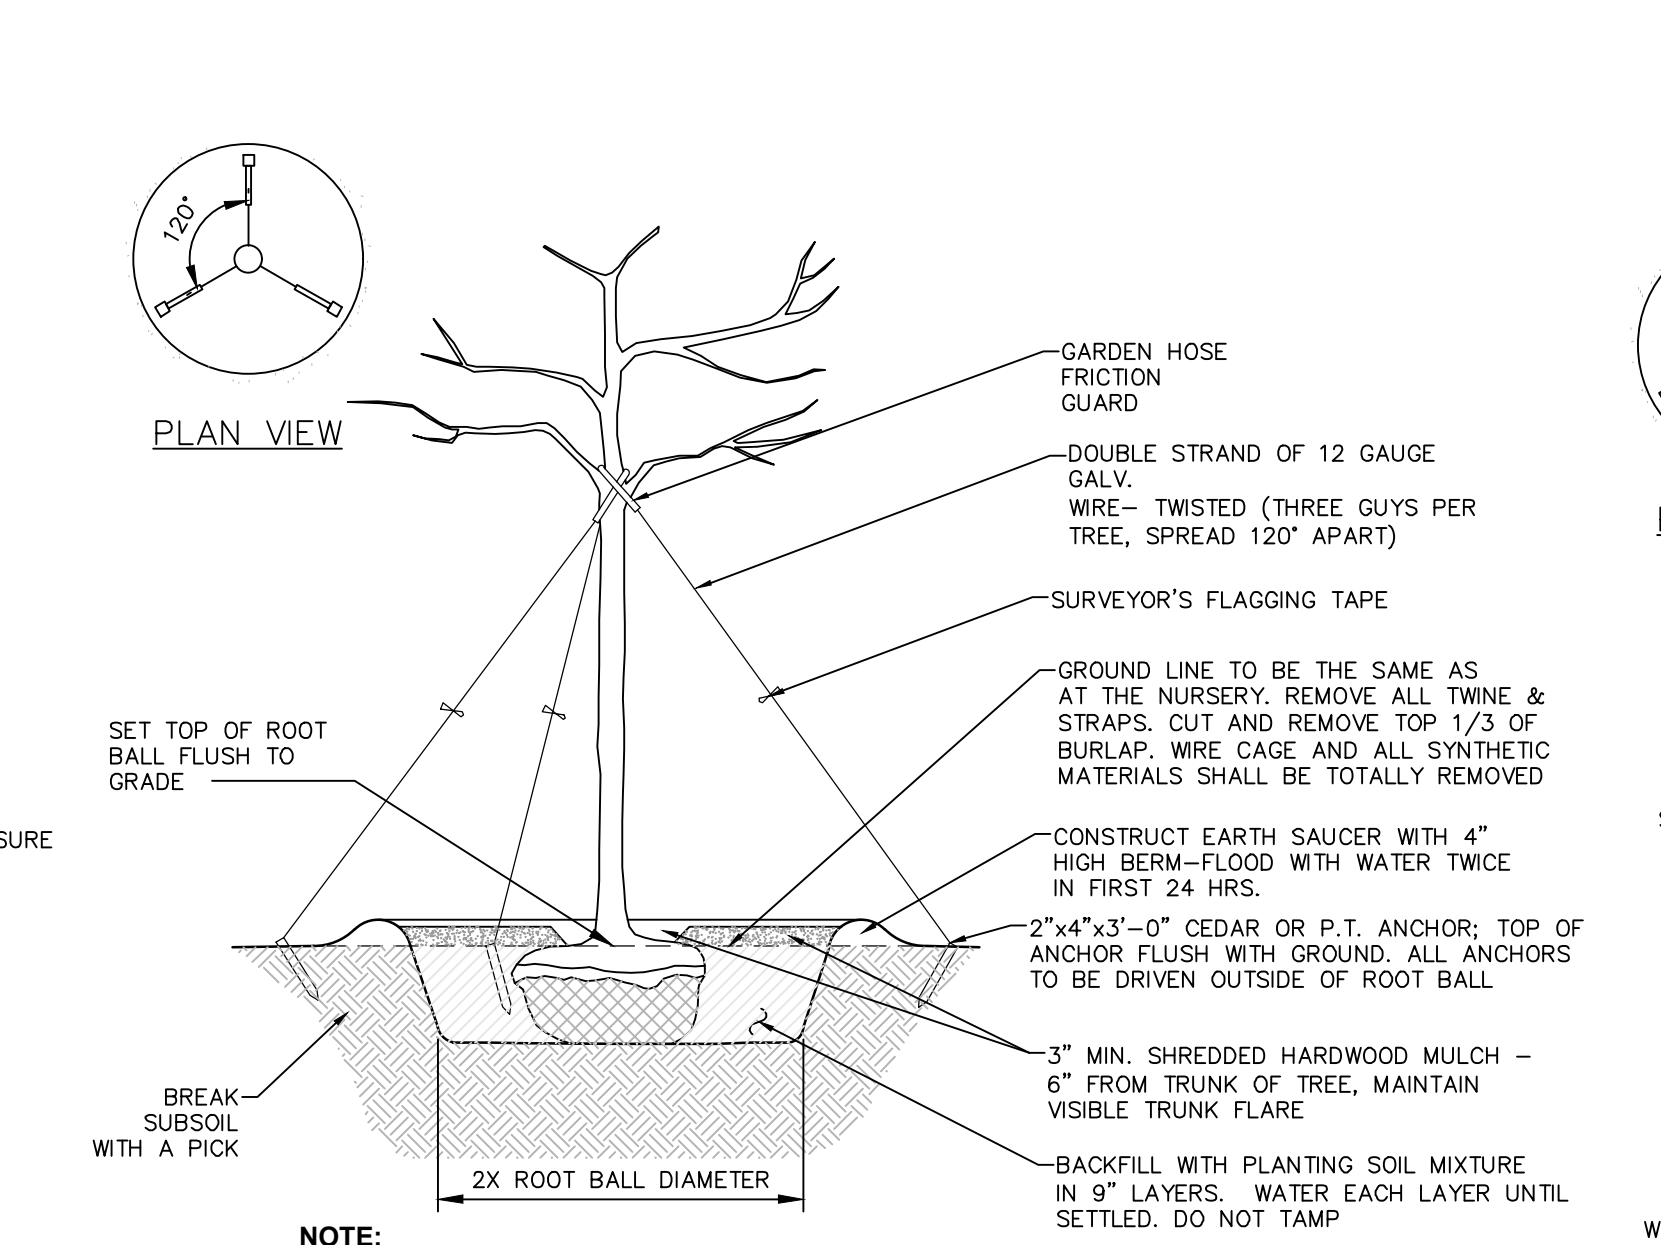 120°
PLAN VIEW
GARDEN HOSE
FRICTION
GUARD
DOUBLE STRAND OF 12 GAUGE
GALV.
WIRE– TWISTED (THREE GUYS PER
TREE, SPREAD 120° APART)
SURVEYOR'S FLAGGING TAPE
GROUND LINE TO BE THE SAME AS
AT THE NURSERY. REMOVE ALL TWINE &
STRAPS. CUT AND REMOVE TOP 1/3 OF
BURLAP. WIRE CAGE AND ALL SYNTHETIC
MATERIALS SHALL BE TOTALLY REMOVED
SET TOP OF ROOT
BALL FLUSH TO
GRADE
SURE
CONSTRUCT EARTH SAUCER WITH 4"
HIGH BERM–FLOOD WITH WATER TWICE
IN FIRST 24 HRS.
2"x4"x3'–0" CEDAR OR P.T. ANCHOR; TOP OF
ANCHOR FLUSH WITH GROUND. ALL ANCHORS
TO BE DRIVEN OUTSIDE OF ROOT BALL
3" MIN. SHREDDED HARDWOOD MULCH –
6" FROM TRUNK OF TREE, MAINTAIN
VISIBLE TRUNK FLARE
BREAK
SUBSOIL
WITH A PICK
BACKFILL WITH PLANTING SOIL MIXTURE
IN 9" LAYERS. WATER EACH LAYER UNTIL
SETTLED. DO NOT TAMP
2X ROOT BALL DIAMETER
NOTE:
W